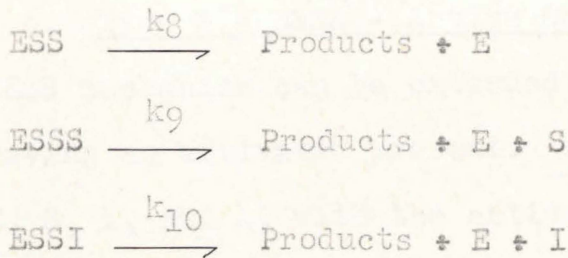 k8
ESS ⟶ Products + E
k9
ESSS ⟶ Products + E + S
k10
ESSI ⟶ Products + E + I